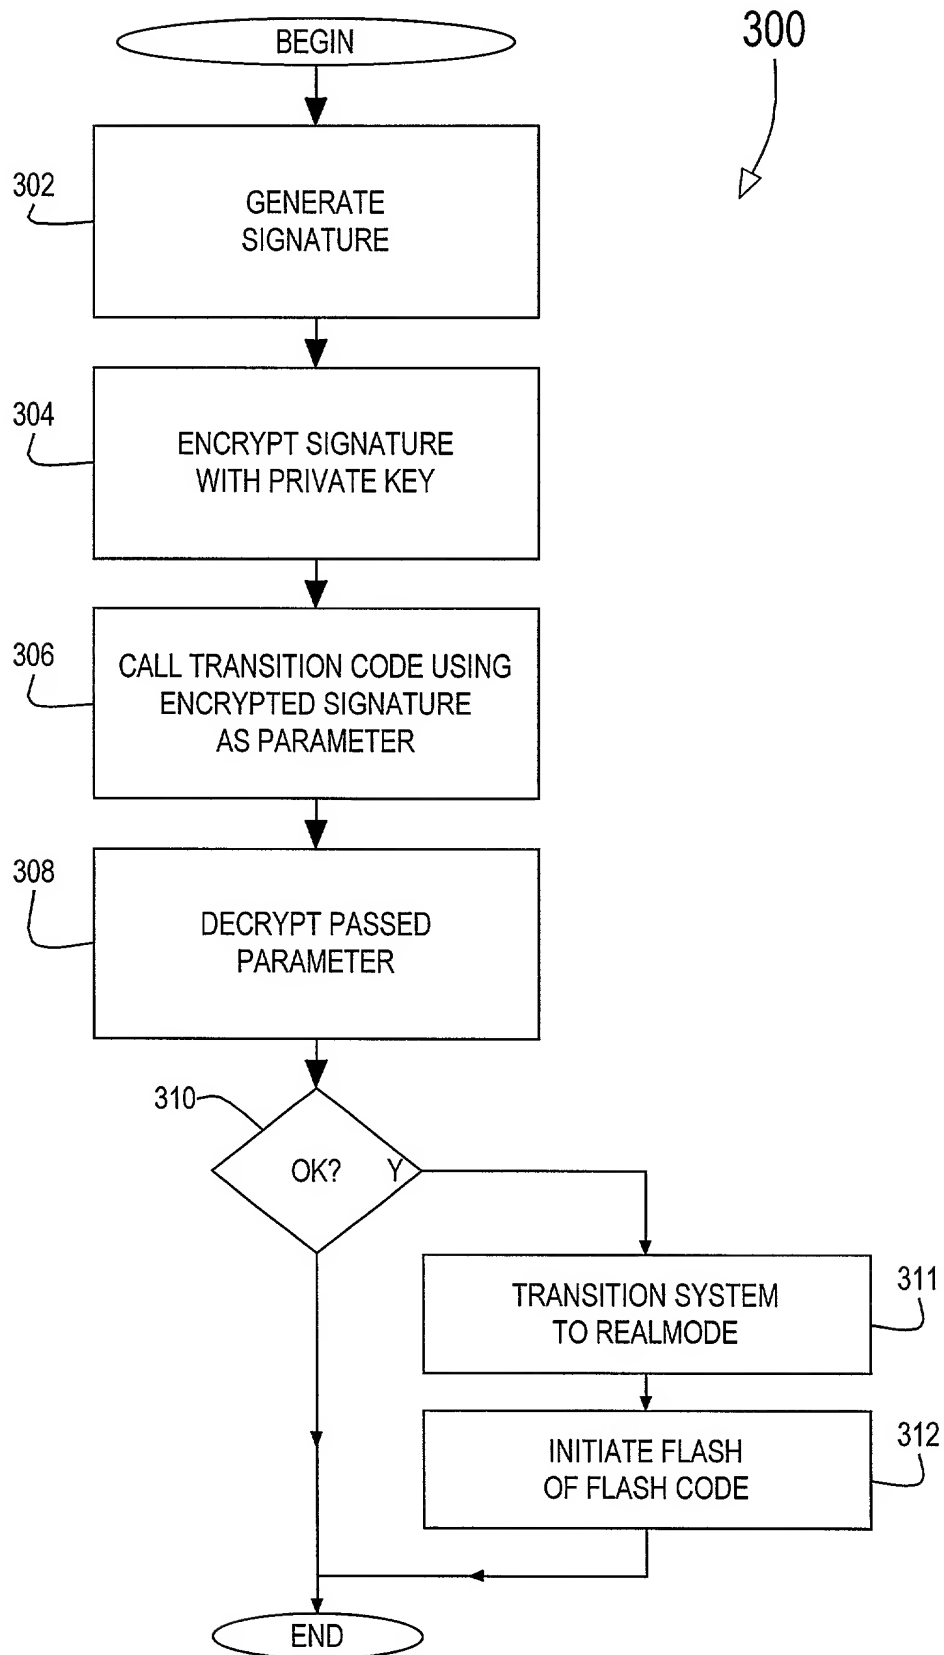 BEGIN
300
302
GENERATE
SIGNATURE
304
ENCRYPT SIGNATURE
WITH PRIVATE KEY
306
CALL TRANSITION CODE USING
ENCRYPTED SIGNATURE
AS PARAMETER
308
DECRYPT PASSED
PARAMETER
310
OK?
Y
311
TRANSITION SYSTEM
TO REALMODE
312
INITIATE FLASH
OF FLASH CODE
END